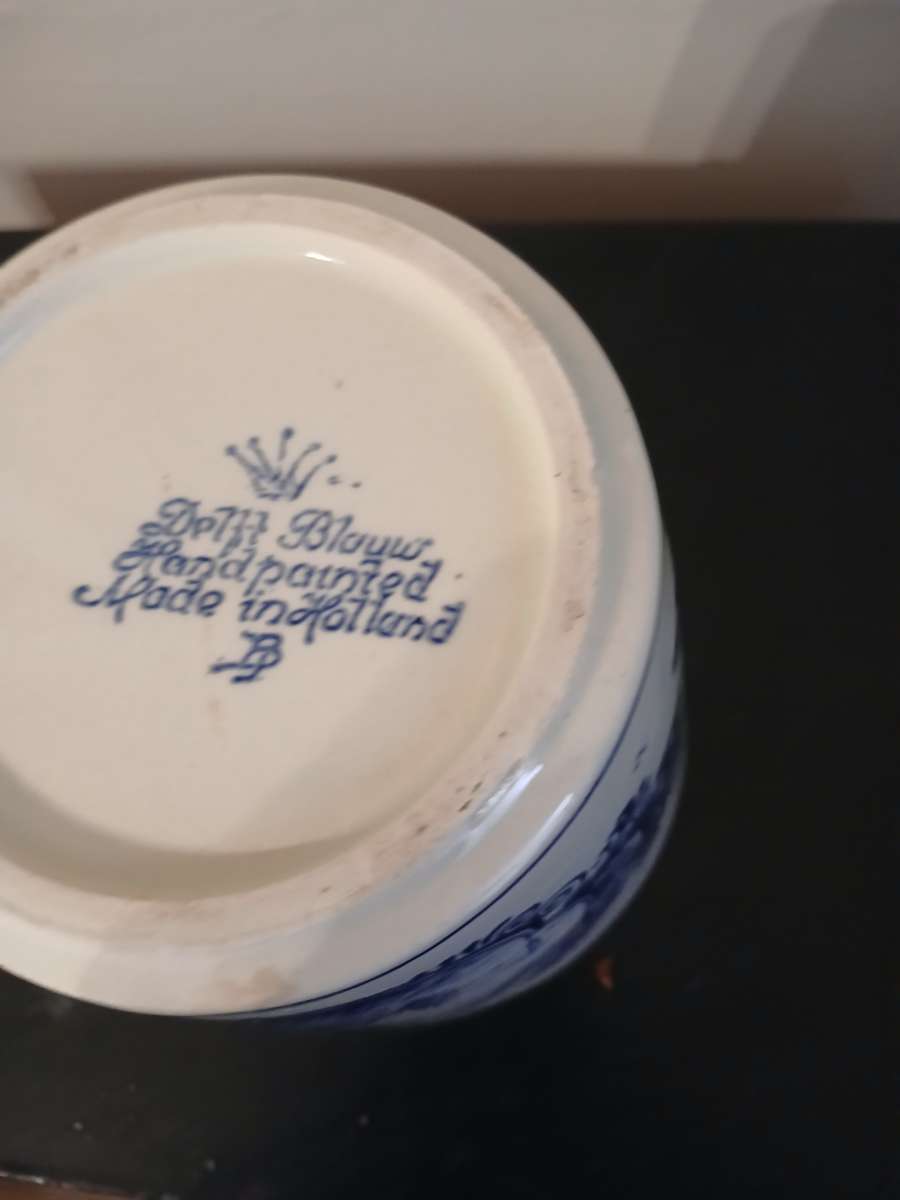 Delft Blauw
Handpainted
Made in Holland